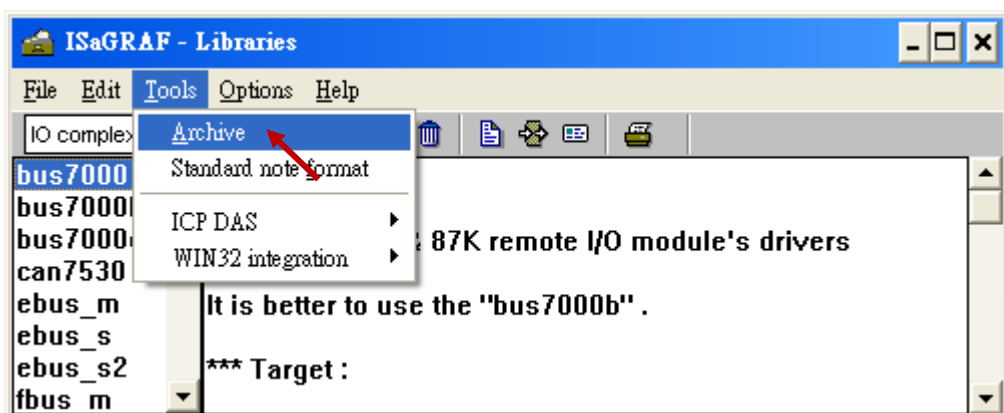 ISaGRAF - Libraries
File Edit Tools Options Help
IO complex
Archive
Standard note format
ICP DAS
WIN32 integration
bus7000
bus7000
bus7000
can7530
ebus_m
ebus_s
ebus_s2
fbus_m
87K remote I/O module's drivers
It is better to use the "bus7000b" .
*** Target :